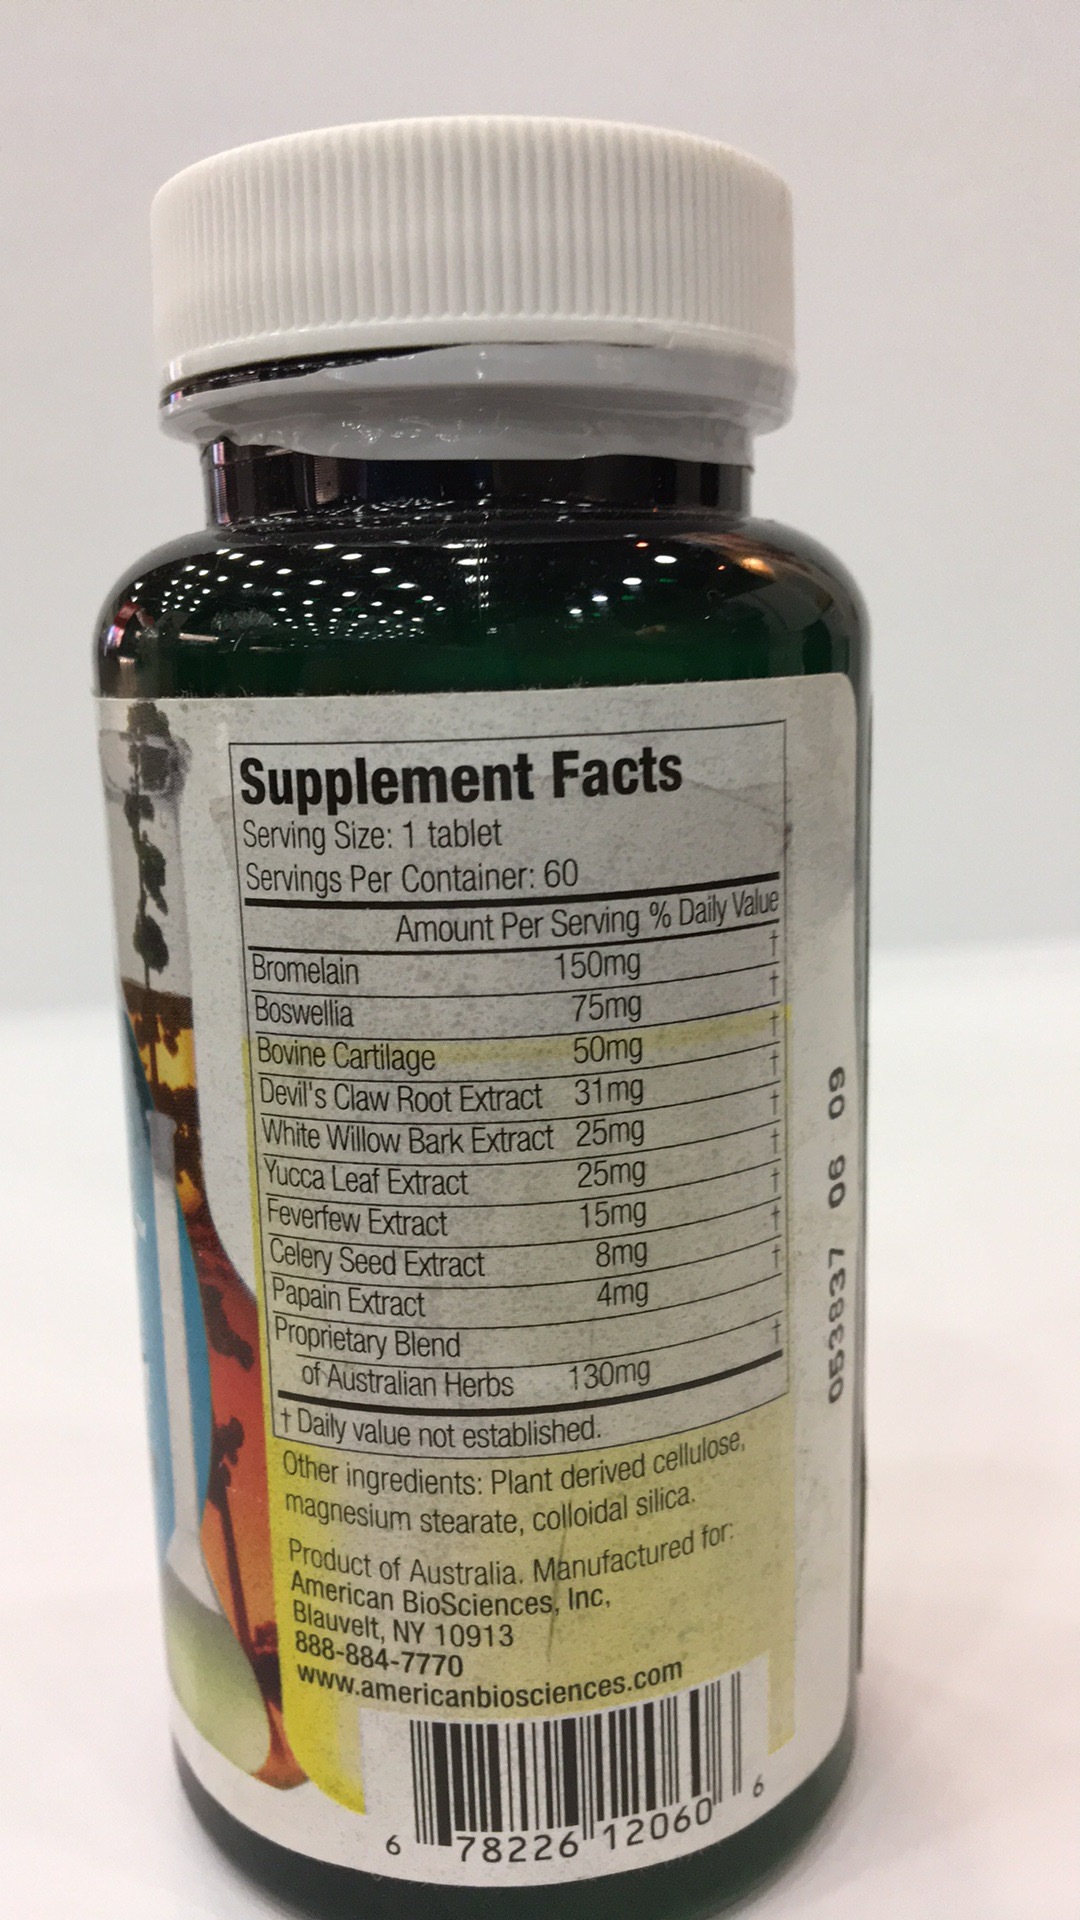 Supplement Facts
Serving Size: 1 tablet
Servings Per Container: 60
Amount Per Serving % Daily Value
Bromelain 150mg †
Boswellia 75mg †
Bovine Cartilage 50mg †
Devil's Claw Root Extract 31mg †
White Willow Bark Extract 25mg †
Yucca Leaf Extract 25mg †
Feverfew Extract 15mg †
Celery Seed Extract 8mg †
Papain Extract 4mg †
Proprietary Blend
of Australian Herbs 130mg †
† Daily value not established.
Other ingredients: Plant derived cellulose,
magnesium stearate, colloidal silica.
Product of Australia. Manufactured for:
American BioSciences, Inc,
Blauvelt, NY 10913
888-884-7770
www.americanbiosciences.com
6 78226 12060 6
053837 06 09